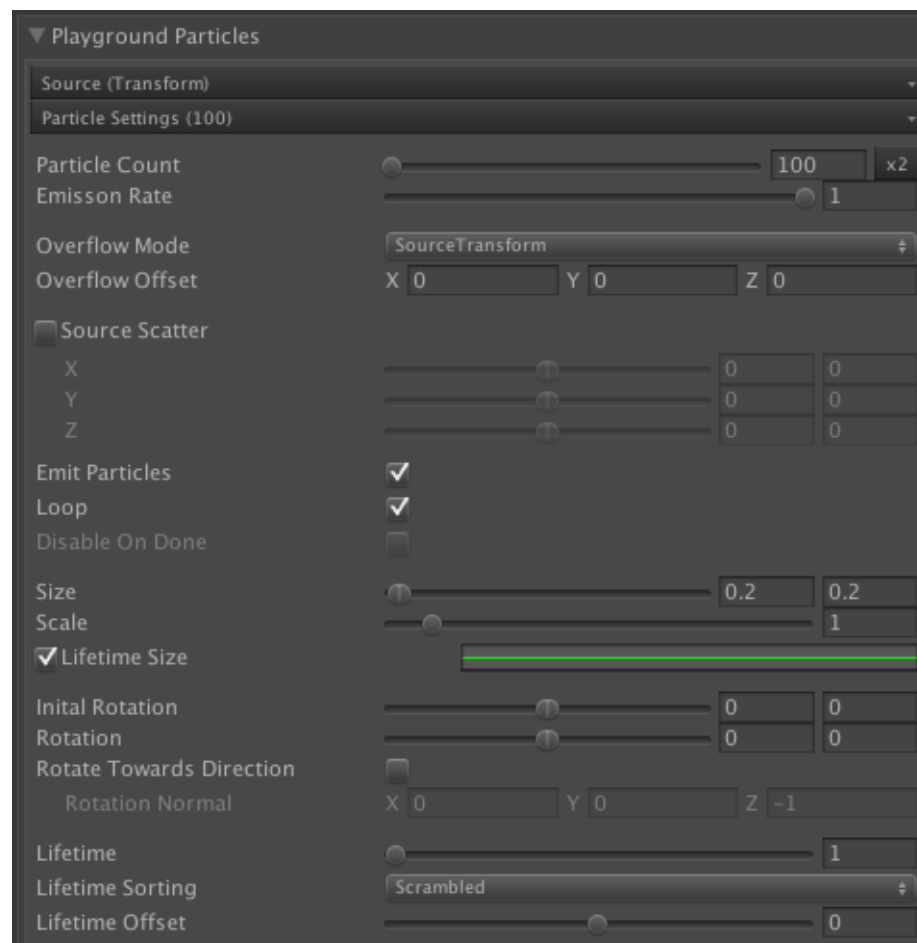 Playground Particles
Source (Transform)
Particle Settings (100)
Particle Count 100 x2
Emisson Rate 1
Overflow Mode SourceTransform
Overflow Offset X 0 Y 0 Z 0
Source Scatter
X 0 0
Y 0 0
Z 0 0
Emit Particles
Loop
Disable On Done
Size 0.2 0.2
Scale 1
Lifetime Size
Inital Rotation 0 0
Rotation 0 0
Rotate Towards Direction
Rotation Normal X 0 Y 0 Z -1
Lifetime 1
Lifetime Sorting Scrambled
Lifetime Offset 0